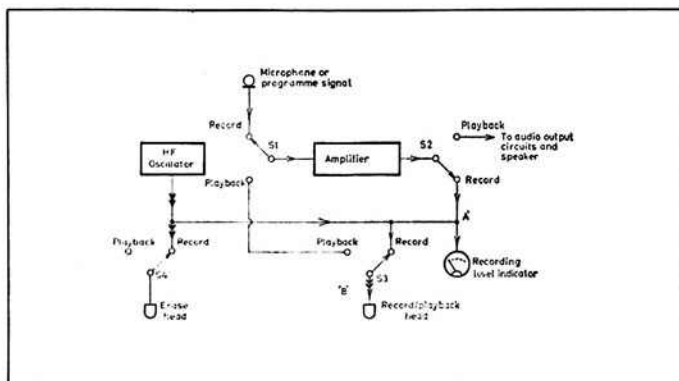 Microphone or
programme signal
Record
S1
Playback
To audio output
circuits and
speaker
HF
Oscillator
Amplifier
S2
Record
Playback
"A"
Playback
Record
Playback
Record
Recording
level indicator
S4
"B"
S3
Erase
head
Record/playback
head